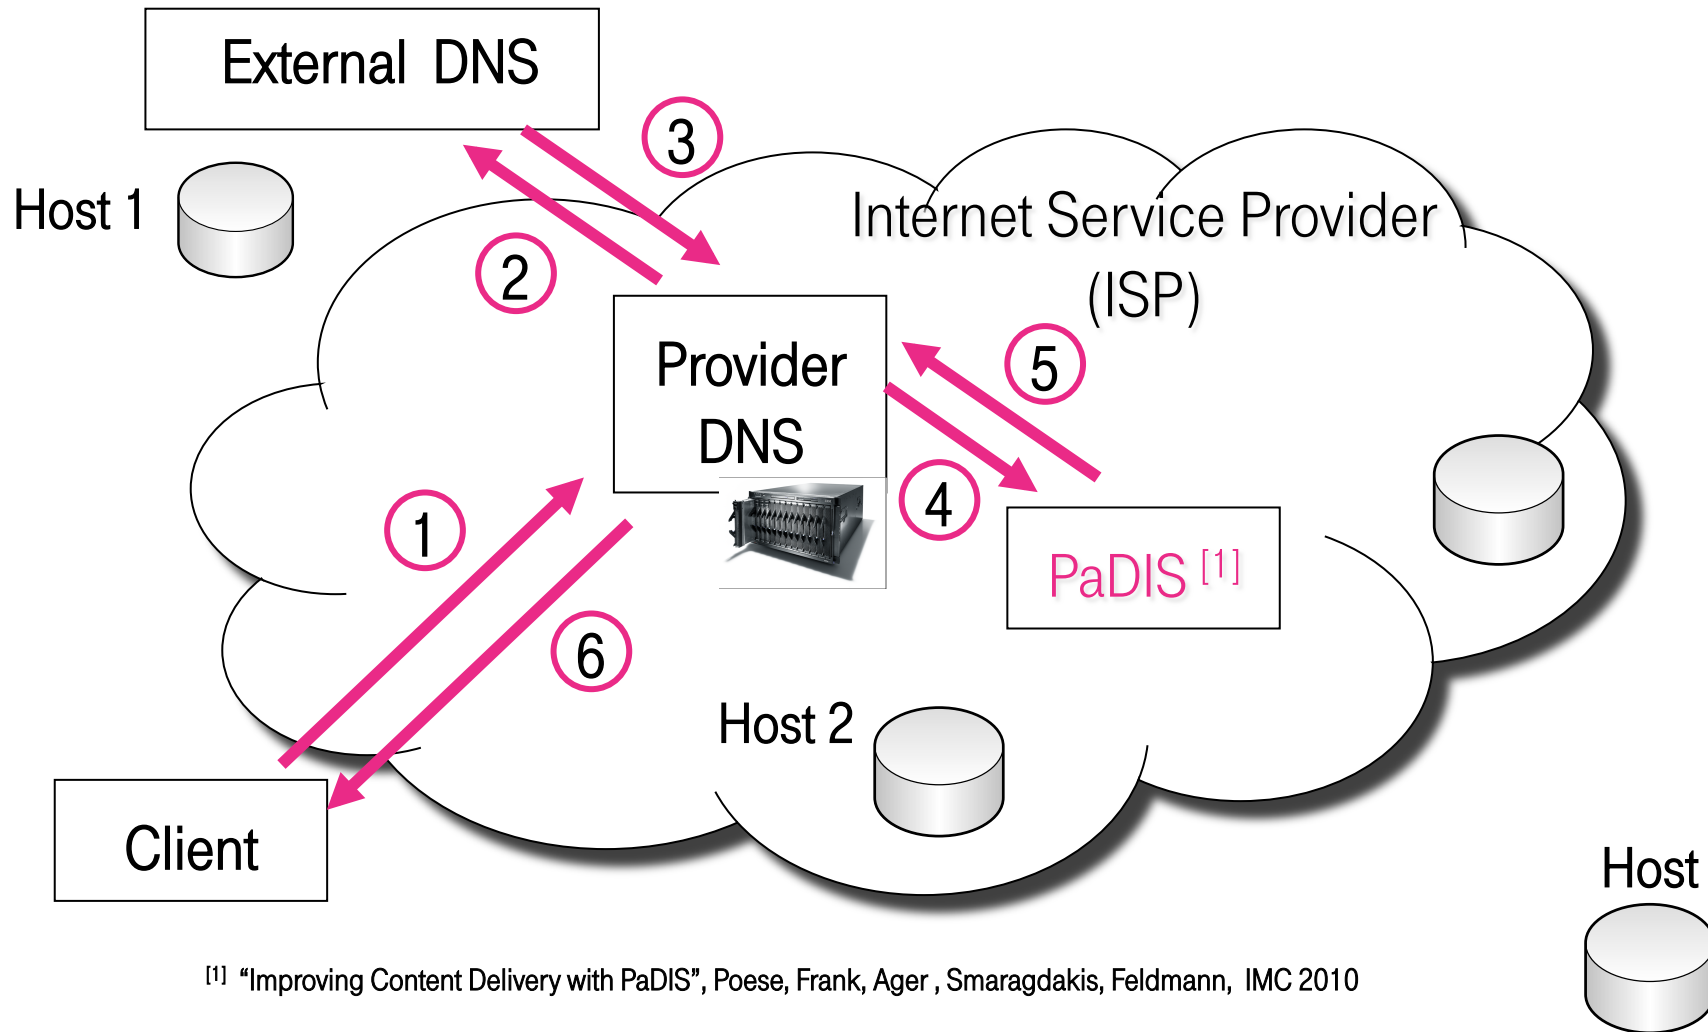 External DNS
3
Host 1
Internet Service Provider
(ISP)
2
Provider
DNS
5
4
1
PaDIS [1]
6
Host 2
Client
Host
[1] “Improving Content Delivery with PaDIS”, Poese, Frank, Ager , Smaragdakis, Feldmann, IMC 2010